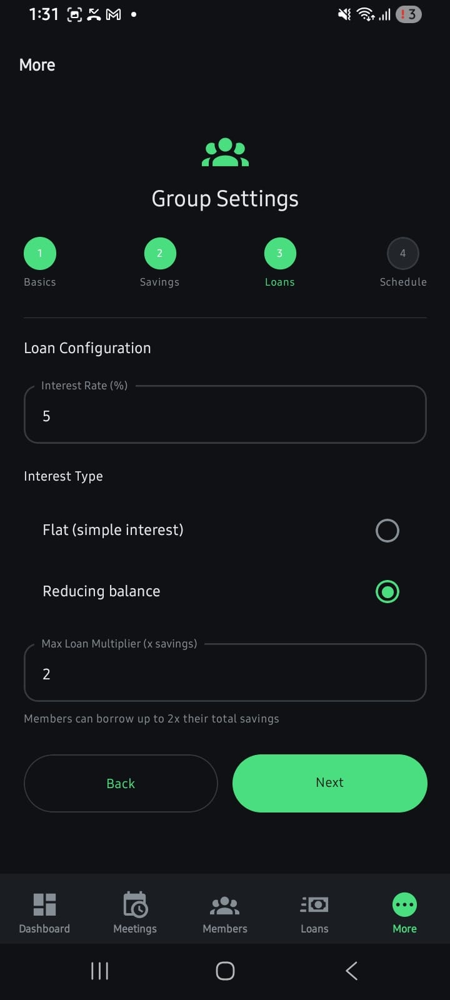 1:31
! 3
More
Group Settings
1 2 3 4
Basics Savings Loans Schedule
Loan Configuration
Interest Rate (%)
5
Interest Type
Flat (simple interest)
Reducing balance
Max Loan Multiplier (x savings)
2
Members can borrow up to 2x their total savings
Back Next
Dashboard Meetings Members Loans More